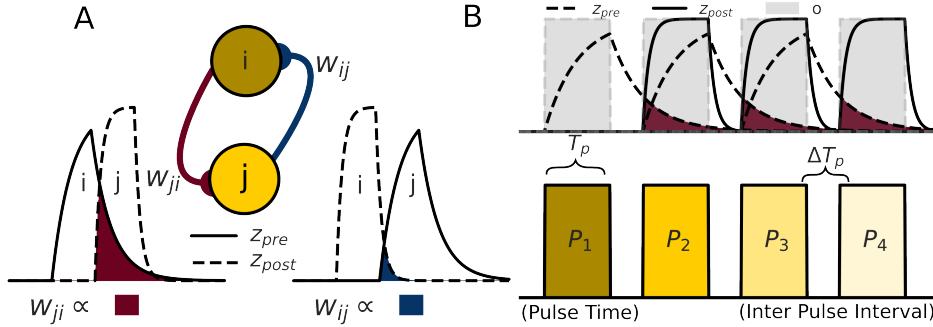 A
i
w_ij
w_ji
j
i
j
i
j
z_pre
z_post
w_ji ∝
w_ij ∝
B
z_pre
z_post
o
T_p
ΔT_p
P_1
P_2
P_3
P_4
(Pulse Time)
(Inter Pulse Interval)